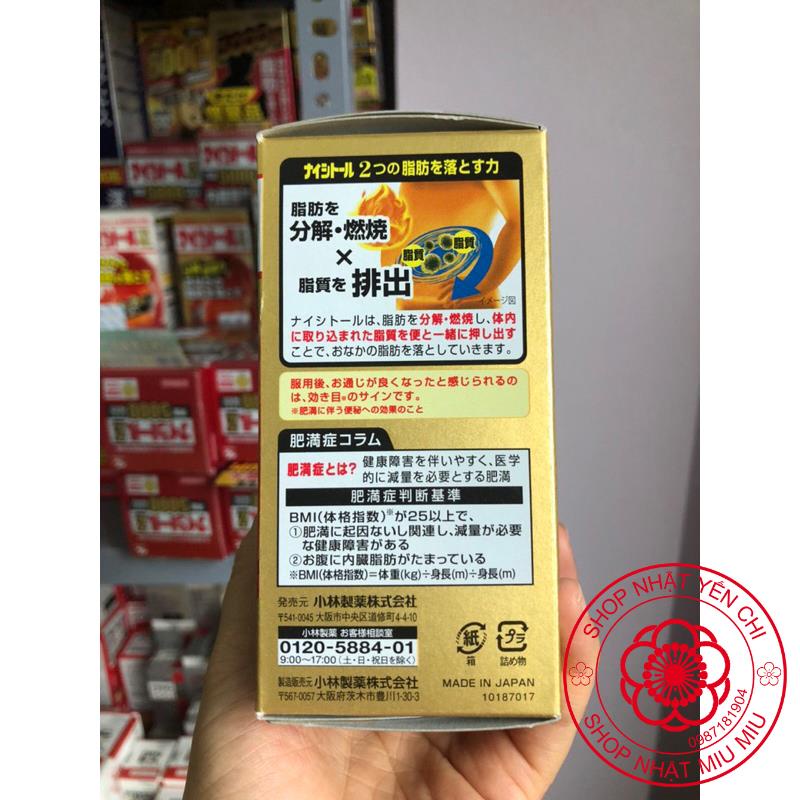 ナイシトール 2つの脂肪を落とす力
脂肪を
分解・燃焼
×
脂質を 排出
脂質
脂質
イメージ図
ナイシトールは、脂肪を分解・燃焼し、体内
に取り込まれた脂質を便と一緒に押し出す
ことで、おなかの脂肪を落としていきます。
服用後、お通じが良くなったと感じられるの
は、効き目※のサインです。
※肥満に伴う便秘への効果のこと
肥満症コラム
肥満症とは? 健康障害を伴いやすく、医学
的に減量を必要とする肥満
肥満症判断基準
BMI(体格指数)※が25以上で、
①肥満に起因ないし関連し、減量が必要
な健康障害がある
②お腹に内臓脂肪がたまっている
※BMI(体格指数)=体重(kg)÷身長(m)÷身長(m)
発売元 小林製薬株式会社
〒541-0045 大阪市中央区道修町4-4-10
小林製薬 お客様相談室
0120-5884-01
9:00~17:00(土・日・祝日を除く)
製造販売元 小林製薬株式会社
〒567-0057 大阪府茨木市豊川1-30-3
紙
箱
プラ
詰め物
MADE IN JAPAN
10187017
SHOP NHẬT YẾN CHI
0987181904
SHOP NHẬT MIU MIU